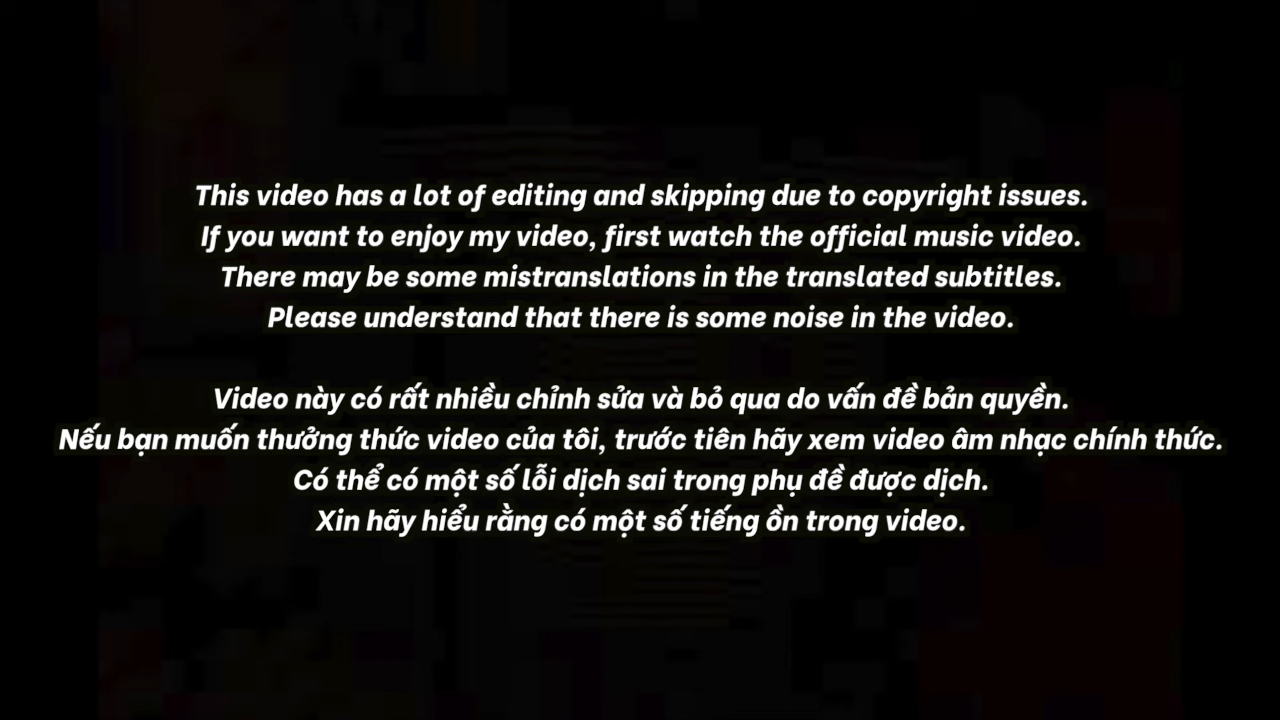 This video has a lot of editing and skipping due to copyright issues.
If you want to enjoy my video, first watch the official music video.
There may be some mistranslations in the translated subtitles.
Please understand that there is some noise in the video.
Video này có rất nhiều chỉnh sửa và bỏ qua do vấn đề bản quyền.
Nếu bạn muốn thưởng thức video của tôi, trước tiên hãy xem video âm nhạc chính thức.
Có thể có một số lỗi dịch sai trong phụ đề được dịch.
Xin hãy hiểu rằng có một số tiếng ồn trong video.